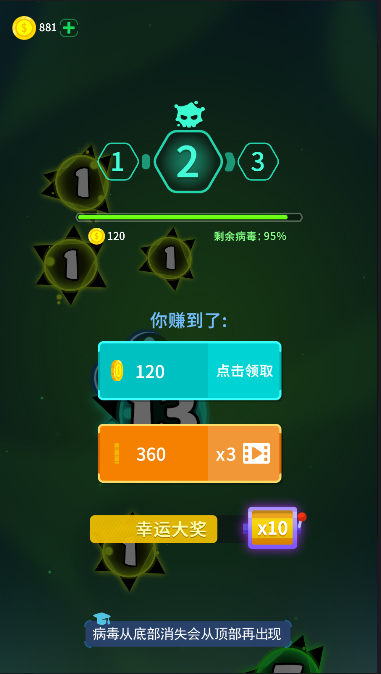 881
1 2 3
1
120
剩余病毒: 95%
1
1
你赚到了:
120 点击领取
13
360 x3
幸运大奖 x10
1
病毒从底部消失会从顶部再出现